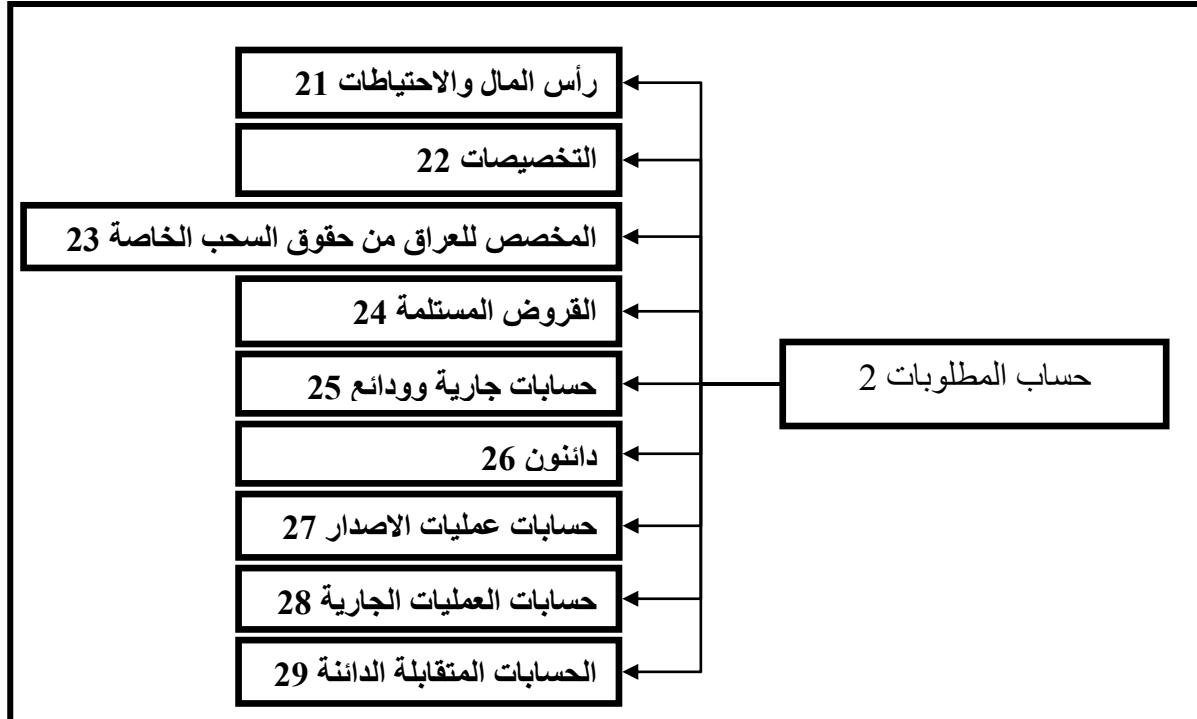 حساب المطلوبات 2
رأس المال والاحتياطات 21
التخصيصات 22
المخصص للعراق من حقوق السحب الخاصة 23
القروض المستلمة 24
حسابات جارية وودائع 25
دائنون 26
حسابات عمليات الاصدار 27
حسابات العمليات الجارية 28
الحسابات المتقابلة الدائنة 29